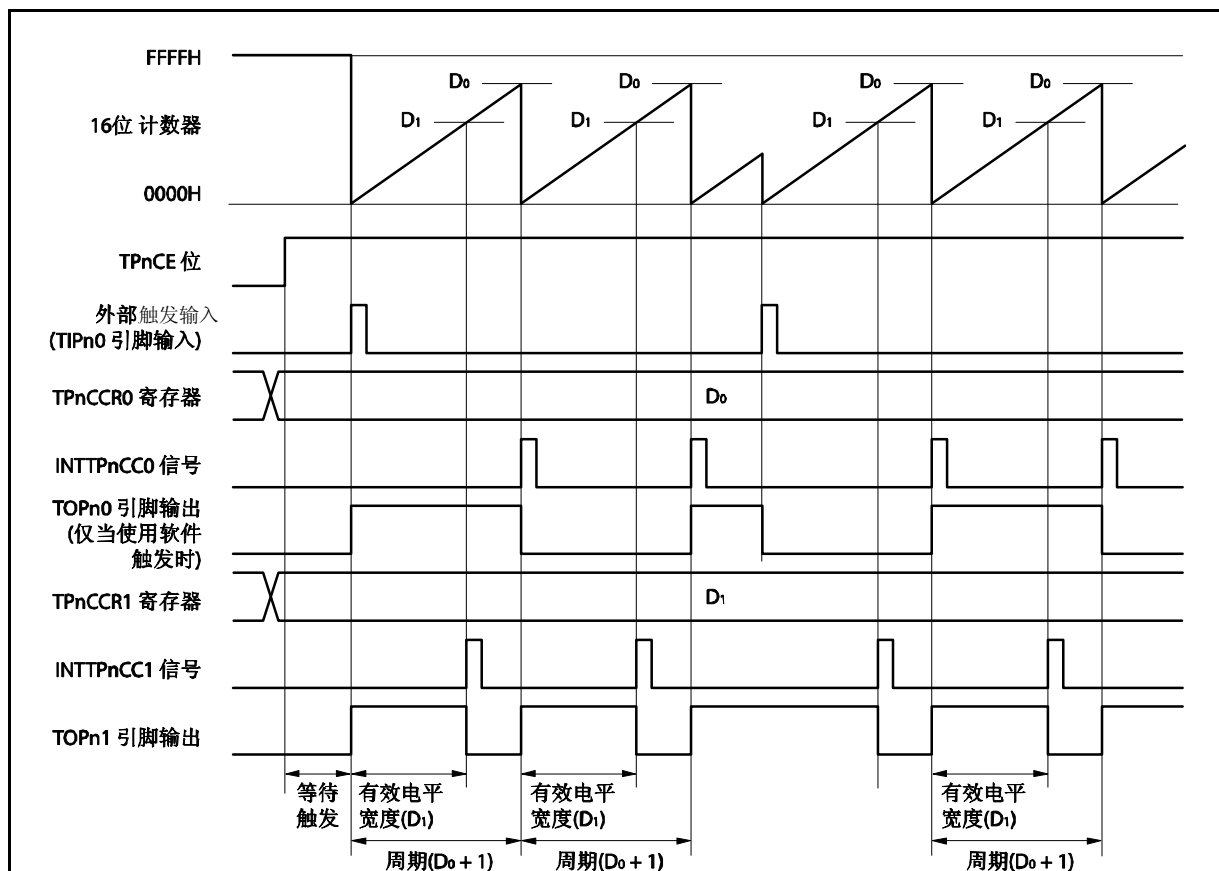 FFFFH
D₀ D₀ D₀ D₀
16位 计数器
D₁ D₁ D₁ D₁
0000H
TPnCE 位
外部触发输入
(TIPn0 引脚输入)
TPnCCR0 寄存器
D₀
INTTPnCC0 信号
TOPn0 引脚输出
(仅当使用软件
触发时)
TPnCCR1 寄存器
D₁
INTTPnCC1 信号
TOPn1 引脚输出
等待
触发
有效电平
宽度(D₁)
有效电平
宽度(D₁)
有效电平
宽度(D₁)
周期(D₀ + 1)
周期(D₀ + 1)
周期(D₀ + 1)